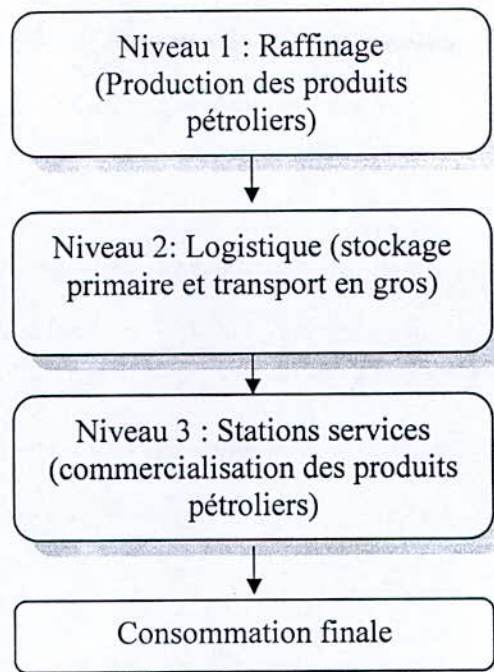 Niveau 1 : Raffinage
(Production des produits
pétroliers)
Niveau 2: Logistique (stockage
primaire et transport en gros)
Niveau 3 : Stations services
(commercialisation des produits
pétroliers)
Consommation finale